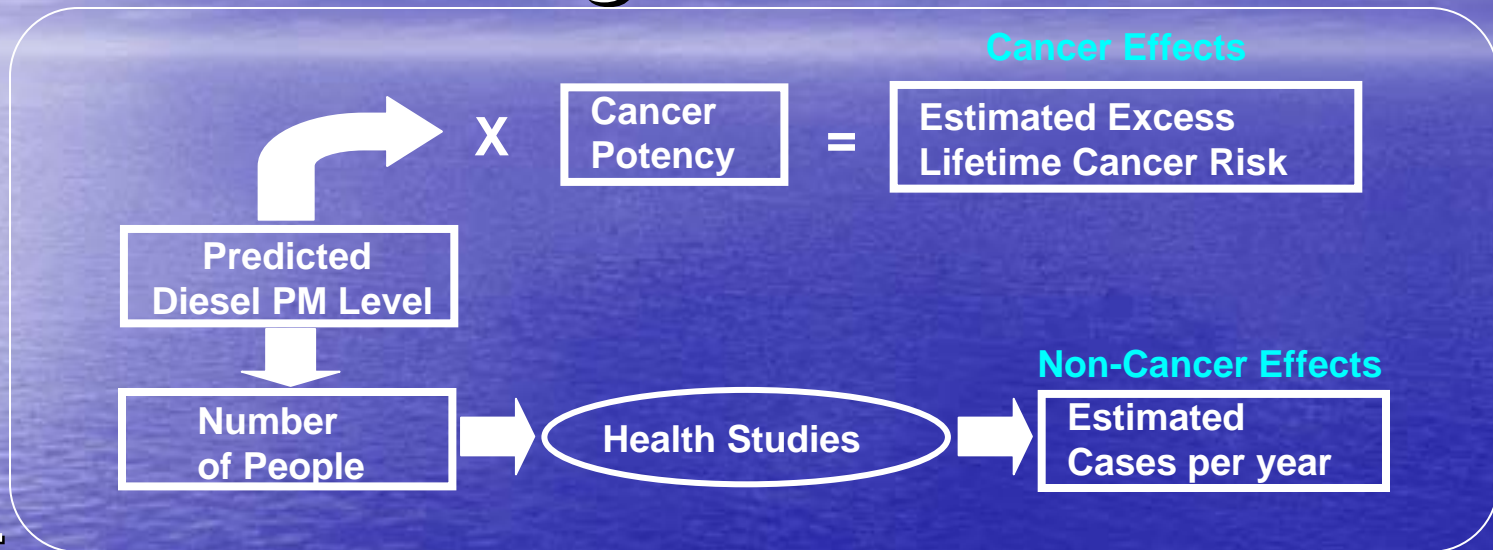 Cancer Effects
X
Cancer
Potency
=
Estimated Excess
Lifetime Cancer Risk
Predicted
Diesel PM Level
Number
of People
Health Studies
Non-Cancer Effects
Estimated
Cases per year